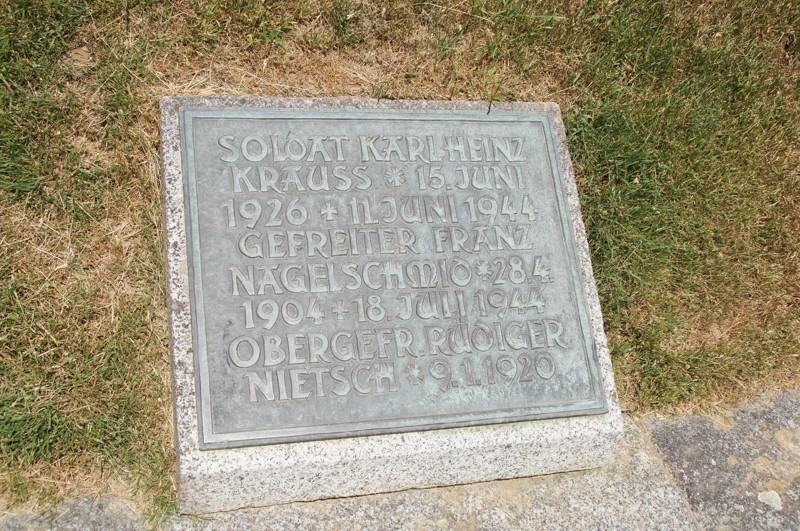 SOLDAT KARL-HEINZ
KRAUSS * 15. JUNI
1926 + 11. JUNI 1944
GEFREITER FRANZ
NAGELSCHMID * 28.4.
1904 + 18. JULI 1944
OBERGEFR. RÜDIGER
NIETSCH * 9.1.1920